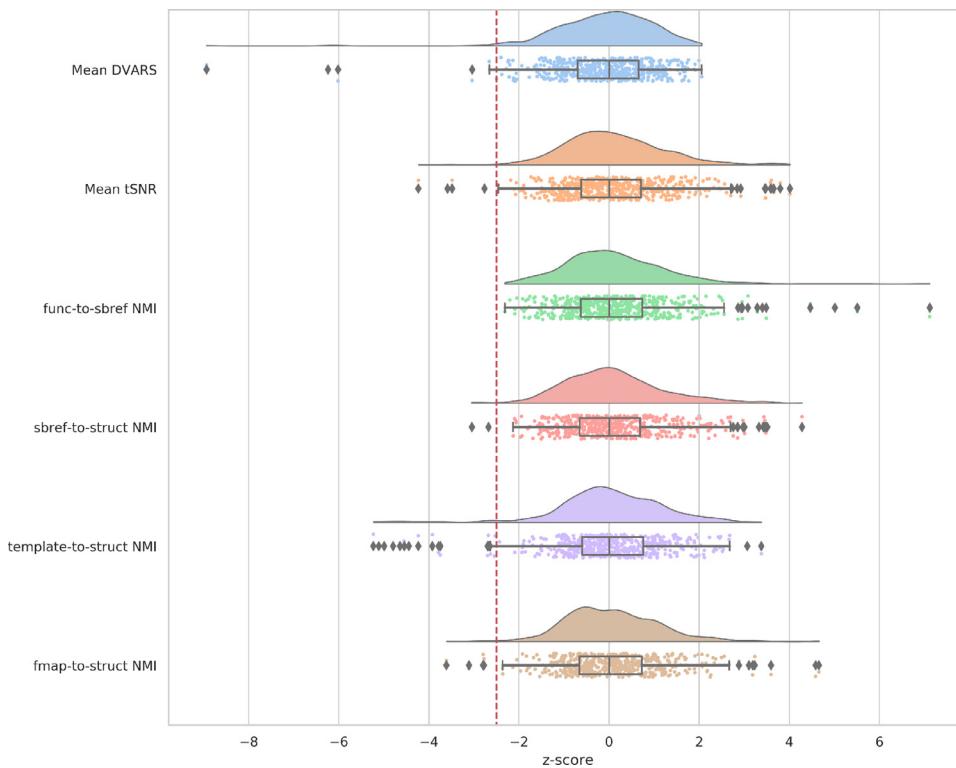 Mean DVARS
Mean tSNR
func-to-sbref NMI
sbref-to-struct NMI
template-to-struct NMI
fmap-to-struct NMI
−8 −6 −4 −2 0 2 4 6
z-score